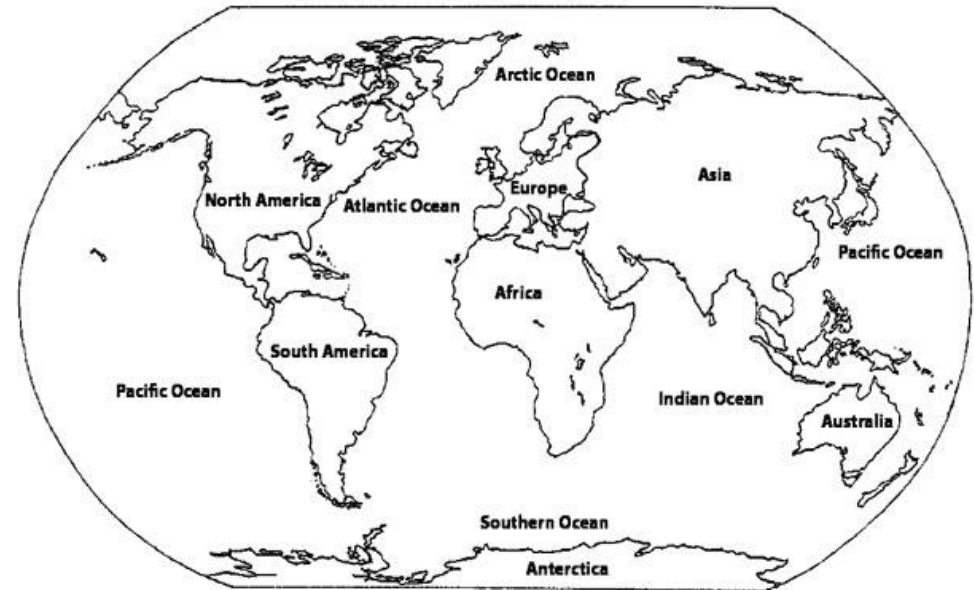 Arctic Ocean
Asia
Europe
North America
Atlantic Ocean
Pacific Ocean
Africa
South America
Pacific Ocean
Indian Ocean
Australia
Southern Ocean
Anterctica